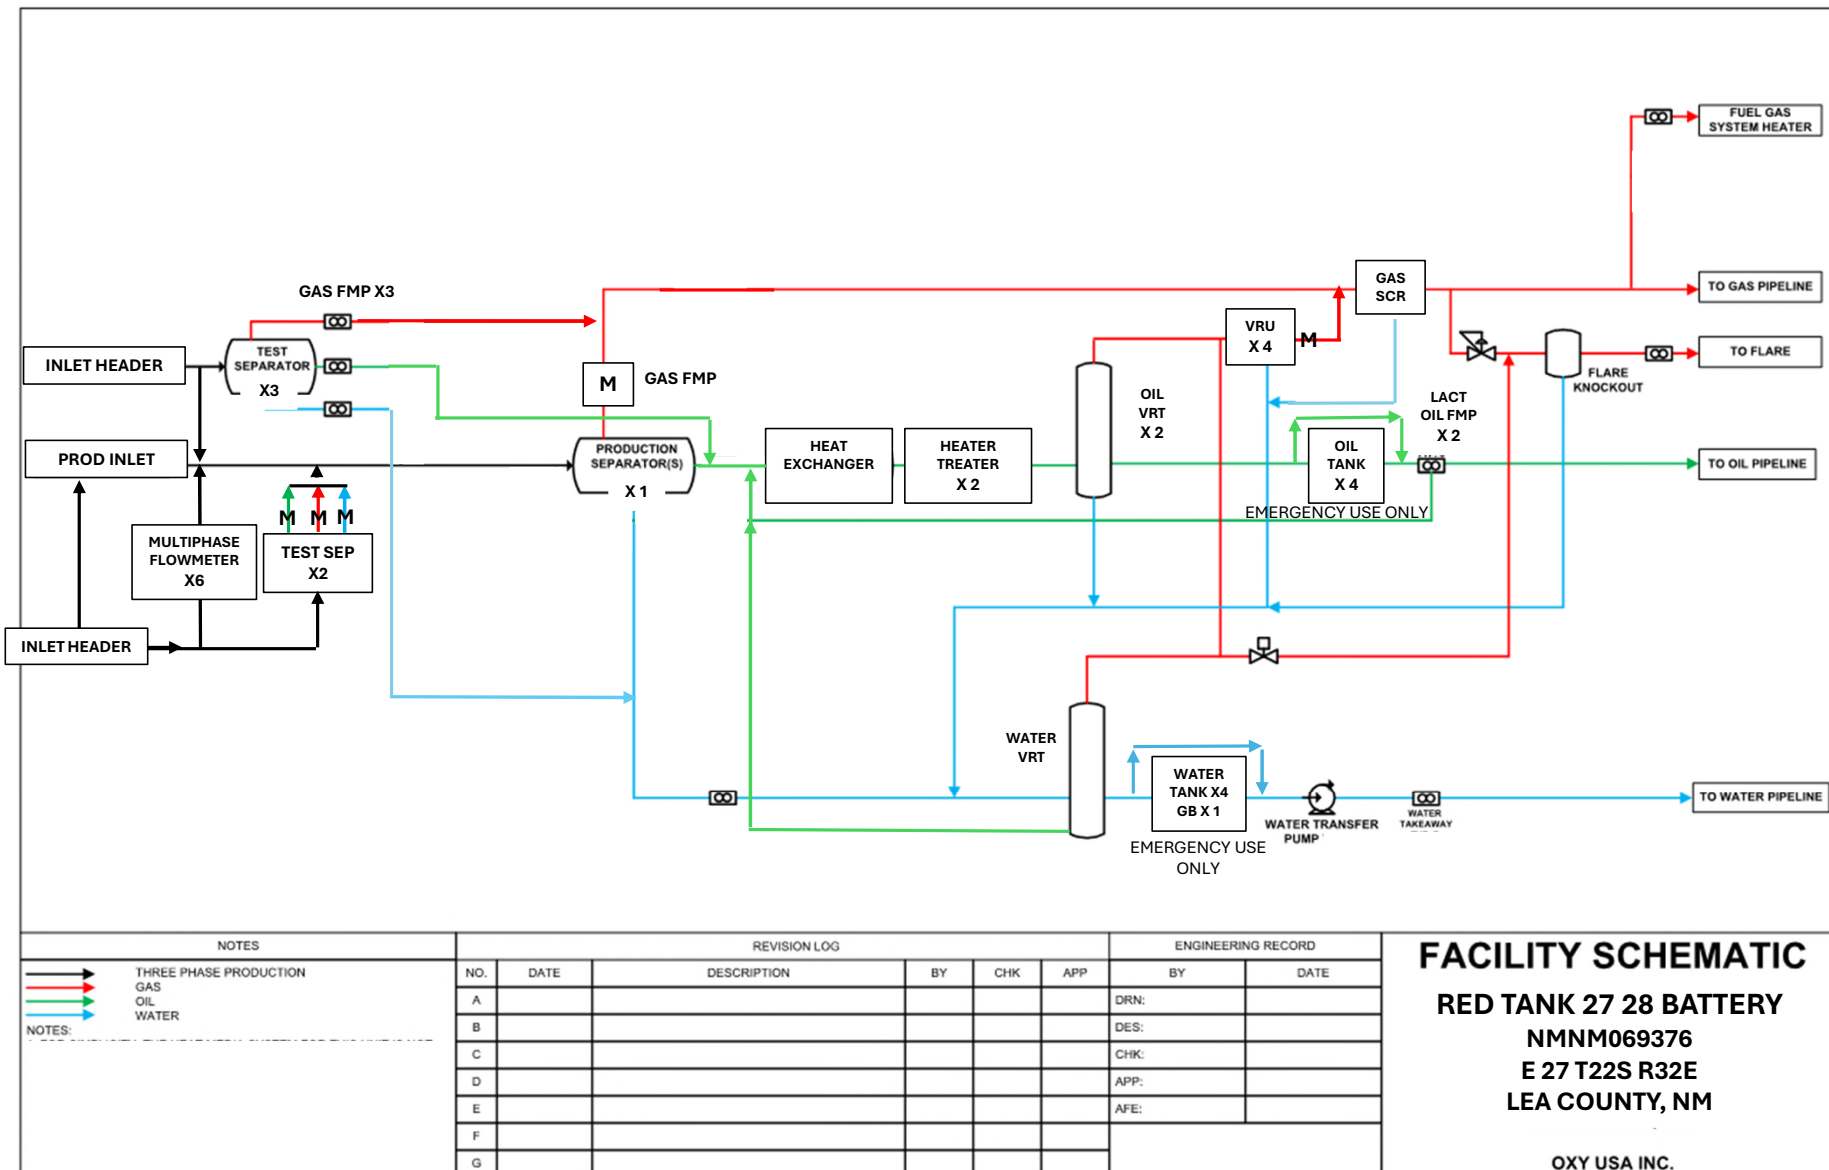 FUEL GAS
SYSTEM HEATER
GAS
SCR
TO GAS PIPELINE
GAS FMP X3
VRU
X 4
M
TO FLARE
FLARE
KNOCKOUT
INLET HEADER
TEST
SEPARATOR
X3
M
GAS FMP
OIL
VRT
X 2
LACT
OIL FMP
X 2
PROD INLET
PRODUCTION
SEPARATOR(S)
X 1
HEAT
EXCHANGER
HEATER
TREATER
X 2
OIL
TANK
X 4
TO OIL PIPELINE
EMERGENCY USE ONLY
M
M
M
MULTIPHASE
FLOWMETER
X6
TEST SEP
X2
INLET HEADER
WATER
VRT
WATER
TANK X4
GB X 1
TO WATER PIPELINE
WATER TRANSFER
PUMP
WATER
TAKEAWAY
EMERGENCY USE
ONLY
NOTES
THREE PHASE PRODUCTION
GAS
OIL
WATER
NOTES:
REVISION LOG
NO. DATE DESCRIPTION BY CHK APP
A
B
C
D
E
F
G
ENGINEERING RECORD
BY DATE
DRN:
DES:
CHK:
APP:
AFE:
FACILITY SCHEMATIC
RED TANK 27 28 BATTERY
NMNM069376
E 27 T22S R32E
LEA COUNTY, NM
OXY USA INC.